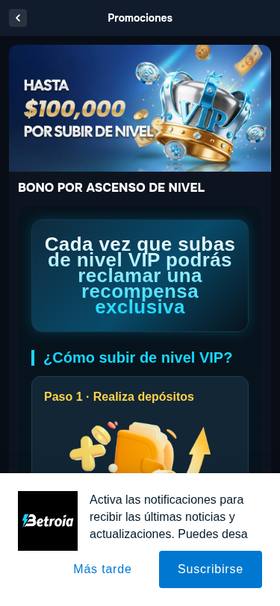 Promociones
HASTA
$100,000
POR SUBIR DE NIVEL
VIP
BONO POR ASCENSO DE NIVEL
Cada vez que subas
de nivel VIP podrás
reclamar una
recompensa
exclusiva
¿Cómo subir de nivel VIP?
Paso 1 · Realiza depósitos
Betroia
Activa las notificaciones para
recibir las últimas noticias y
actualizaciones. Puedes desa
Más tarde
Suscribirse